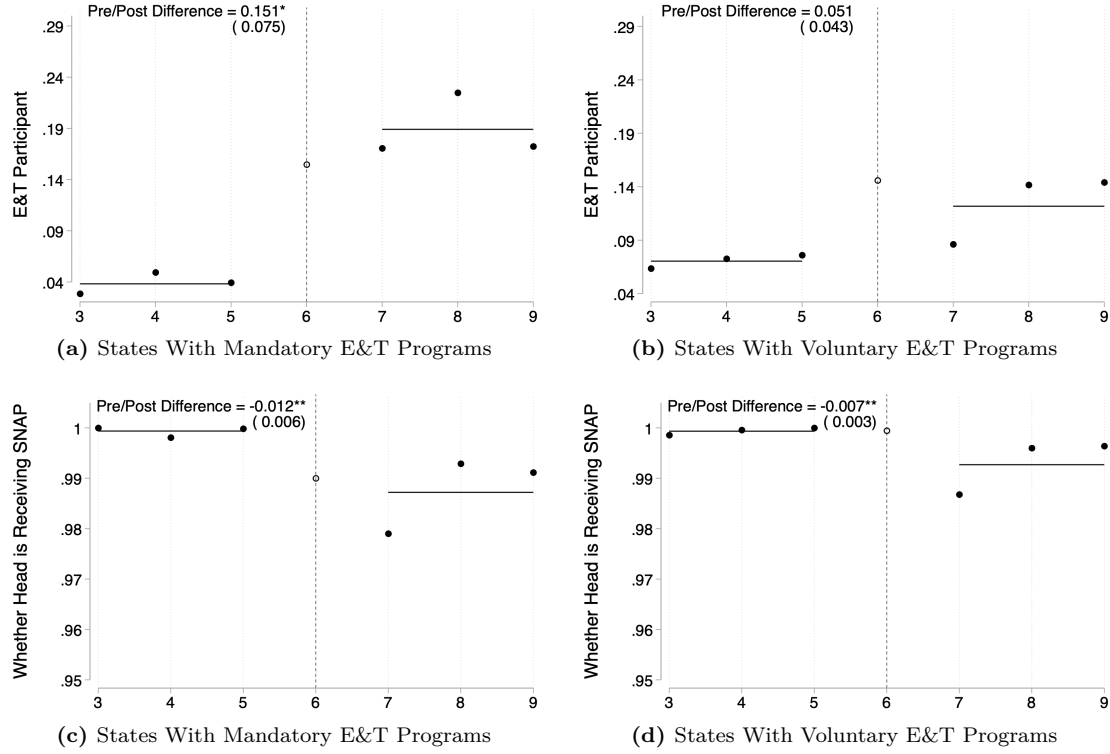 Pre/Post Difference = 0.151*
( 0.075)
E&T Participant
.29
.24
.19
.14
.09
.04
3 4 5 6 7 8 9
(a) States With Mandatory E&T Programs
Pre/Post Difference = 0.051
( 0.043)
E&T Participant
.29
.24
.19
.14
.09
.04
3 4 5 6 7 8 9
(b) States With Voluntary E&T Programs
Pre/Post Difference = -0.012**
( 0.006)
Whether Head is Receiving SNAP
1
.99
.98
.97
.96
.95
3 4 5 6 7 8 9
(c) States With Mandatory E&T Programs
Pre/Post Difference = -0.007**
( 0.003)
Whether Head is Receiving SNAP
1
.99
.98
.97
.96
.95
3 4 5 6 7 8 9
(d) States With Voluntary E&T Programs